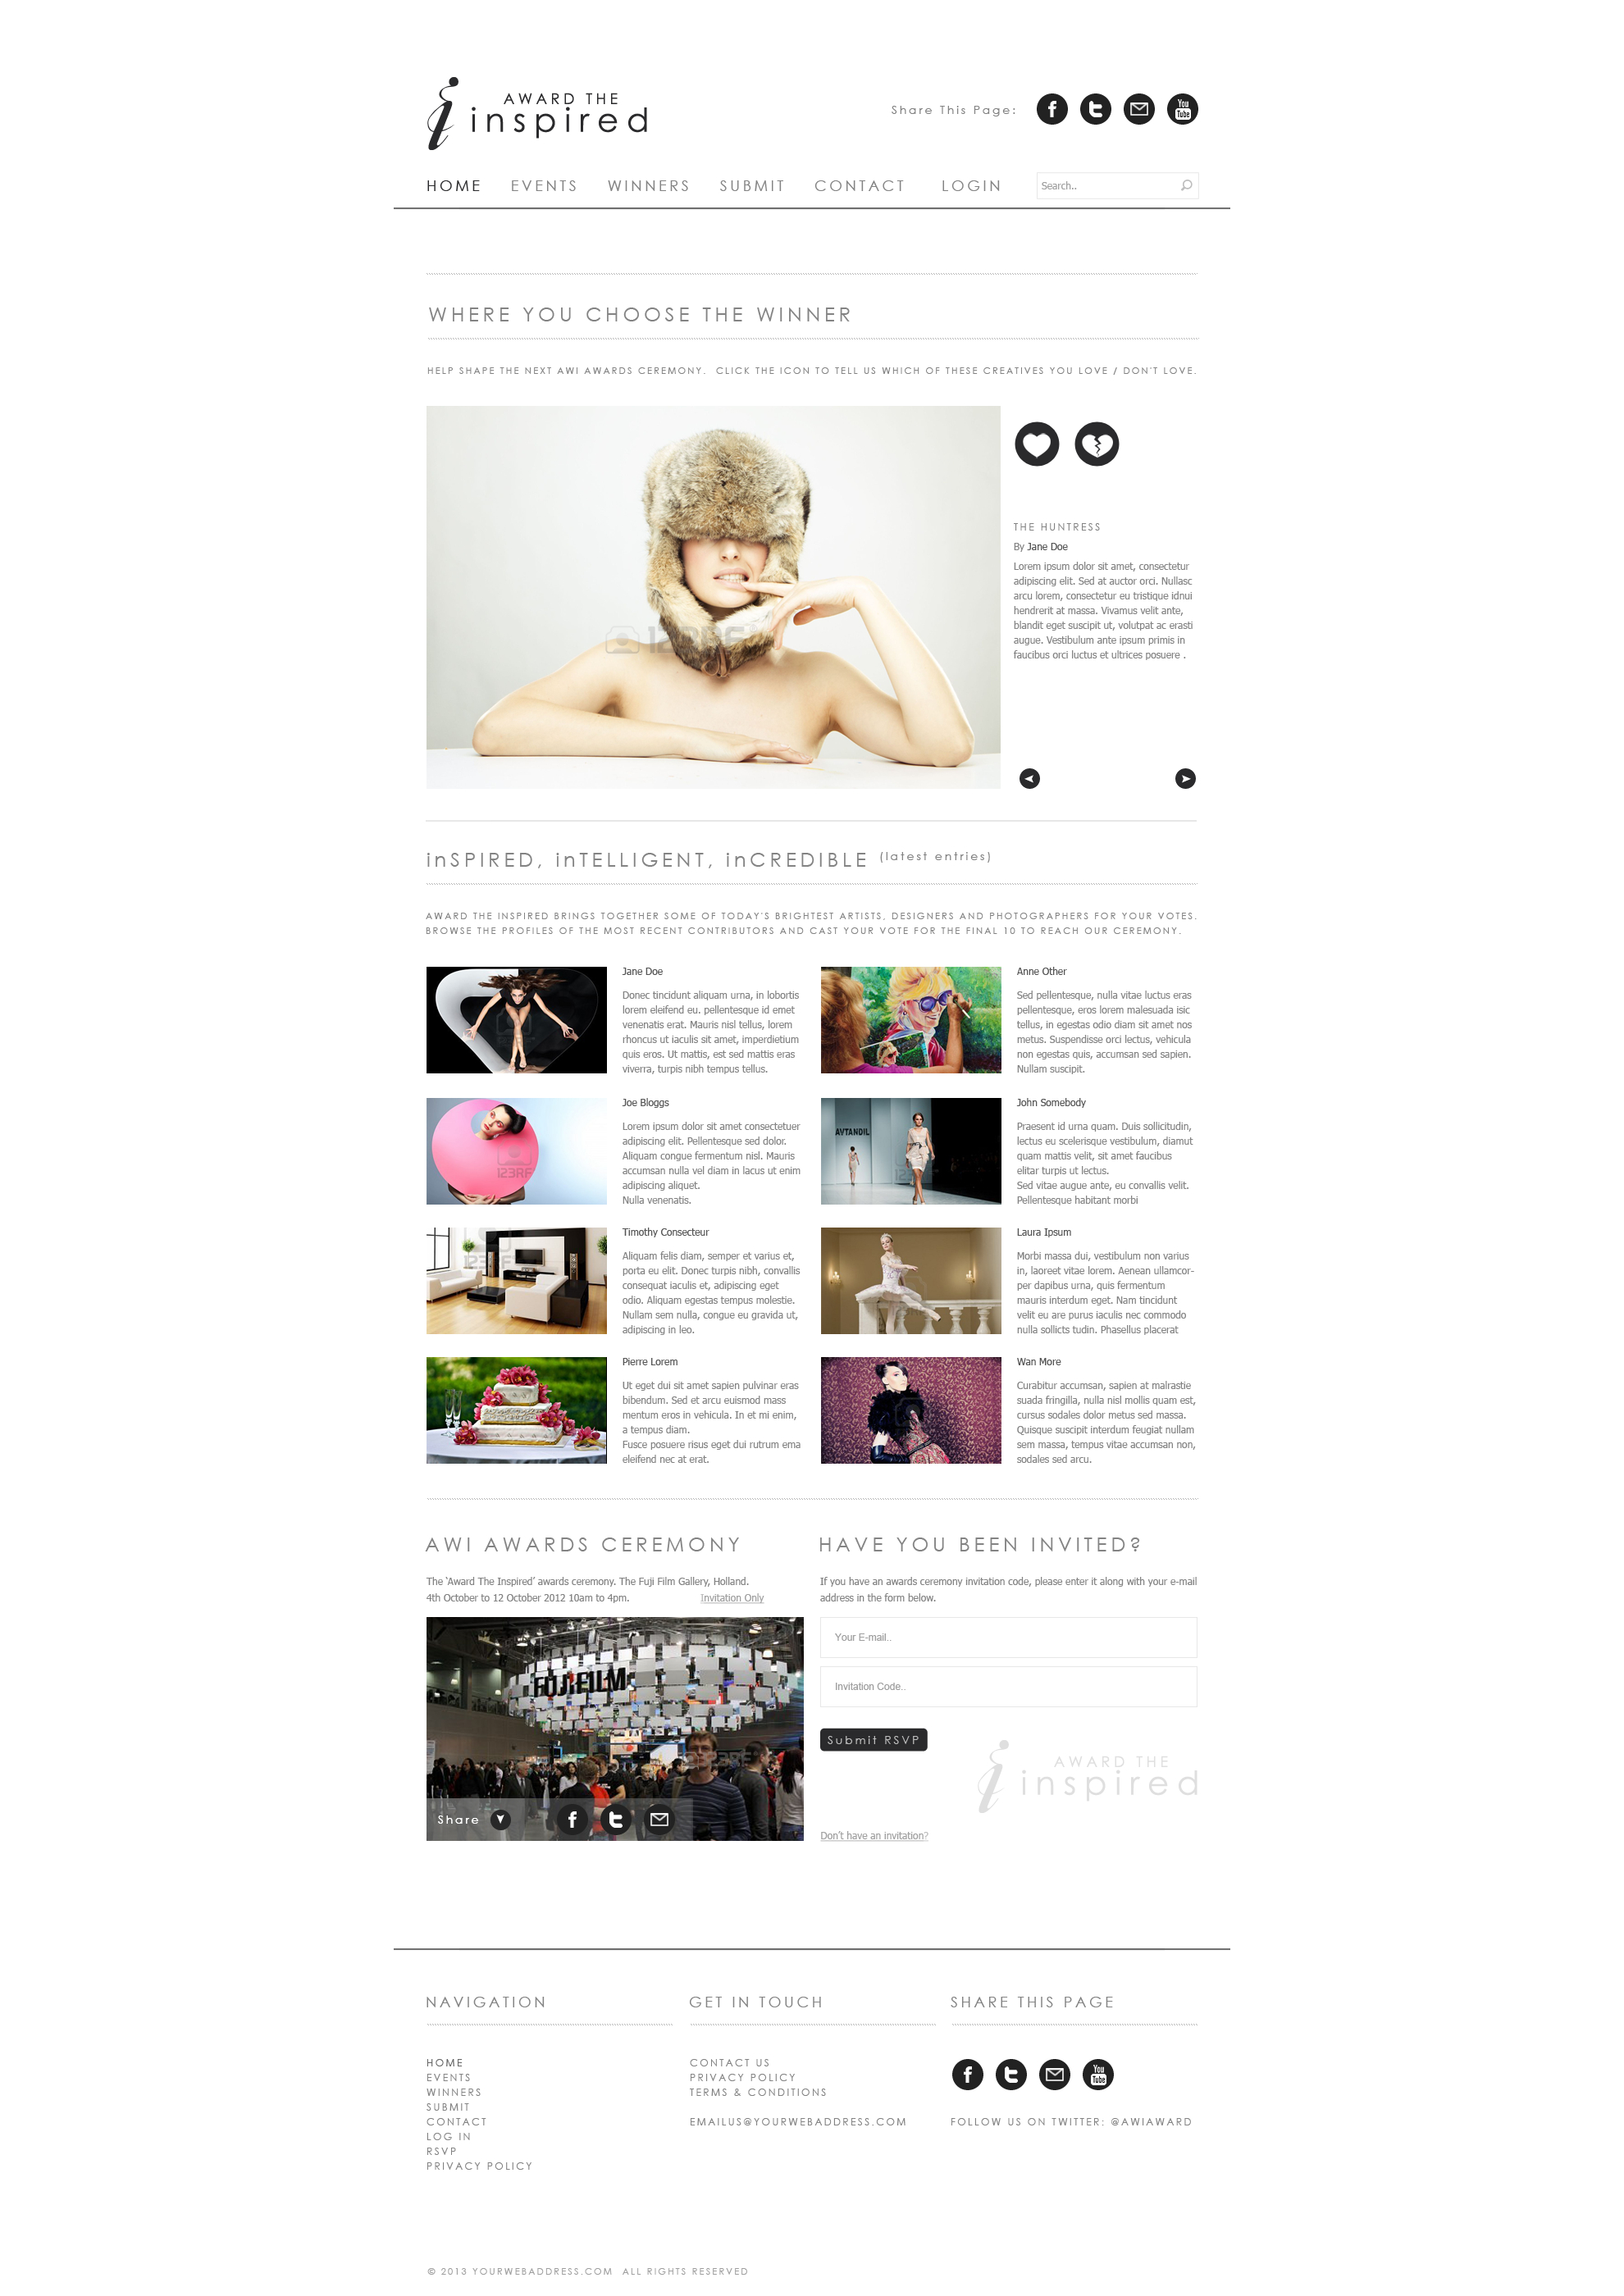 AWARD THE
inspired
Share This Page:
You
Tube
HOME EVENTS WINNERS SUBMIT CONTACT LOGIN Search..
WHERE YOU CHOOSE THE WINNER
HELP SHAPE THE NEXT AWI AWARDS CEREMONY. CLICK THE ICON TO TELL US WHICH OF THESE CREATIVES YOU LOVE / DON'T LOVE.
123RF
THE HUNTRESS
By Jane Doe
Lorem ipsum dolor sit amet, consectetur
adipiscing elit. Sed at auctor orci. Nullasc
arcu lorem, consectetur eu tristique idnui
hendrerit at massa. Vivamus velit ante,
blandit eget suscipit ut, volutpat ac erasti
augue. Vestibulum ante ipsum primis in
faucibus orci luctus et ultrices posuere .
inSPIRED, inTELLIGENT, inCREDIBLE (latest entries)
AWARD THE INSPIRED BRINGS TOGETHER SOME OF TODAY'S BRIGHTEST ARTISTS, DESIGNERS AND PHOTOGRAPHERS FOR YOUR VOTES.
BROWSE THE PROFILES OF THE MOST RECENT CONTRIBUTORS AND CAST YOUR VOTE FOR THE FINAL 10 TO REACH OUR CEREMONY.
Jane Doe
Donec tincidunt aliquam urna, in lobortis
lorem eleifend eu. pellentesque id emet
venenatis erat. Mauris nisl tellus, lorem
rhoncus ut iaculis sit amet, imperdietium
quis eros. Ut mattis, est sed mattis eras
viverra, turpis nibh tempus tellus.
Anne Other
Sed pellentesque, nulla vitae luctus eras
pellentesque, eros lorem malesuada isic
tellus, in egestas odio diam sit amet nos
metus. Suspendisse orci lectus, vehicula
non egestas quis, accumsan sed sapien.
Nullam suscipit.
123RF
Joe Bloggs
Lorem ipsum dolor sit amet consectetuer
adipiscing elit. Pellentesque sed dolor.
Aliquam congue fermentum nisl. Mauris
accumsan nulla vel diam in lacus ut enim
adipiscing aliquet.
Nulla venenatis.
AVTANDIL
John Somebody
Praesent id urna quam. Duis sollicitudin,
lectus eu scelerisque vestibulum, diamut
quam mattis velit, sit amet faucibus
elitar turpis ut lectus.
Sed vitae augue ante, eu convallis velit.
Pellentesque habitant morbi
Timothy Consecteur
Aliquam felis diam, semper et varius et,
porta eu elit. Donec turpis nibh, convallis
consequat iaculis et, adipiscing eget
odio. Aliquam egestas tempus molestie.
Nullam sem nulla, congue eu gravida ut,
adipiscing in leo.
Laura Ipsum
Morbi massa dui, vestibulum non varius
in, laoreet vitae lorem. Aenean ullamcor-
per dapibus urna, quis fermentum
mauris interdum eget. Nam tincidunt
velit eu are purus iaculis nec commodo
nulla sollicts tudin. Phasellus placerat
Pierre Lorem
Ut eget dui sit amet sapien pulvinar eras
bibendum. Sed et arcu euismod mass
mentum eros in vehicula. In et mi enim,
a tempus diam.
Fusce posuere risus eget dui rutrum ema
eleifend nec at erat.
Wan More
Curabitur accumsan, sapien at malrastie
suada fringilla, nulla nisl mollis quam est,
cursus sodales dolor metus sed massa.
Quisque suscipit interdum feugiat nullam
sem massa, tempus vitae accumsan non,
sodales sed arcu.
AWI AWARDS CEREMONY
The 'Award The Inspired' awards ceremony. The Fuji Film Gallery, Holland.
4th October to 12 October 2012 10am to 4pm. Invitation Only
FUJIFILM
123RF
Share
HAVE YOU BEEN INVITED?
If you have an awards ceremony invitation code, please enter it along with your e-mail
address in the form below.
Your E-mail..
Invitation Code..
Submit RSVP
AWARD THE
inspired
Don't have an invitation?
NAVIGATION
HOME
EVENTS
WINNERS
SUBMIT
CONTACT
LOG IN
RSVP
PRIVACY POLICY
GET IN TOUCH
CONTACT US
PRIVACY POLICY
TERMS & CONDITIONS
EMAILUS@YOURWEBADDRESS.COM
SHARE THIS PAGE
You
Tube
FOLLOW US ON TWITTER: @AWIAWARD
© 2013 YOURWEBADDRESS.COM ALL RIGHTS RESERVED